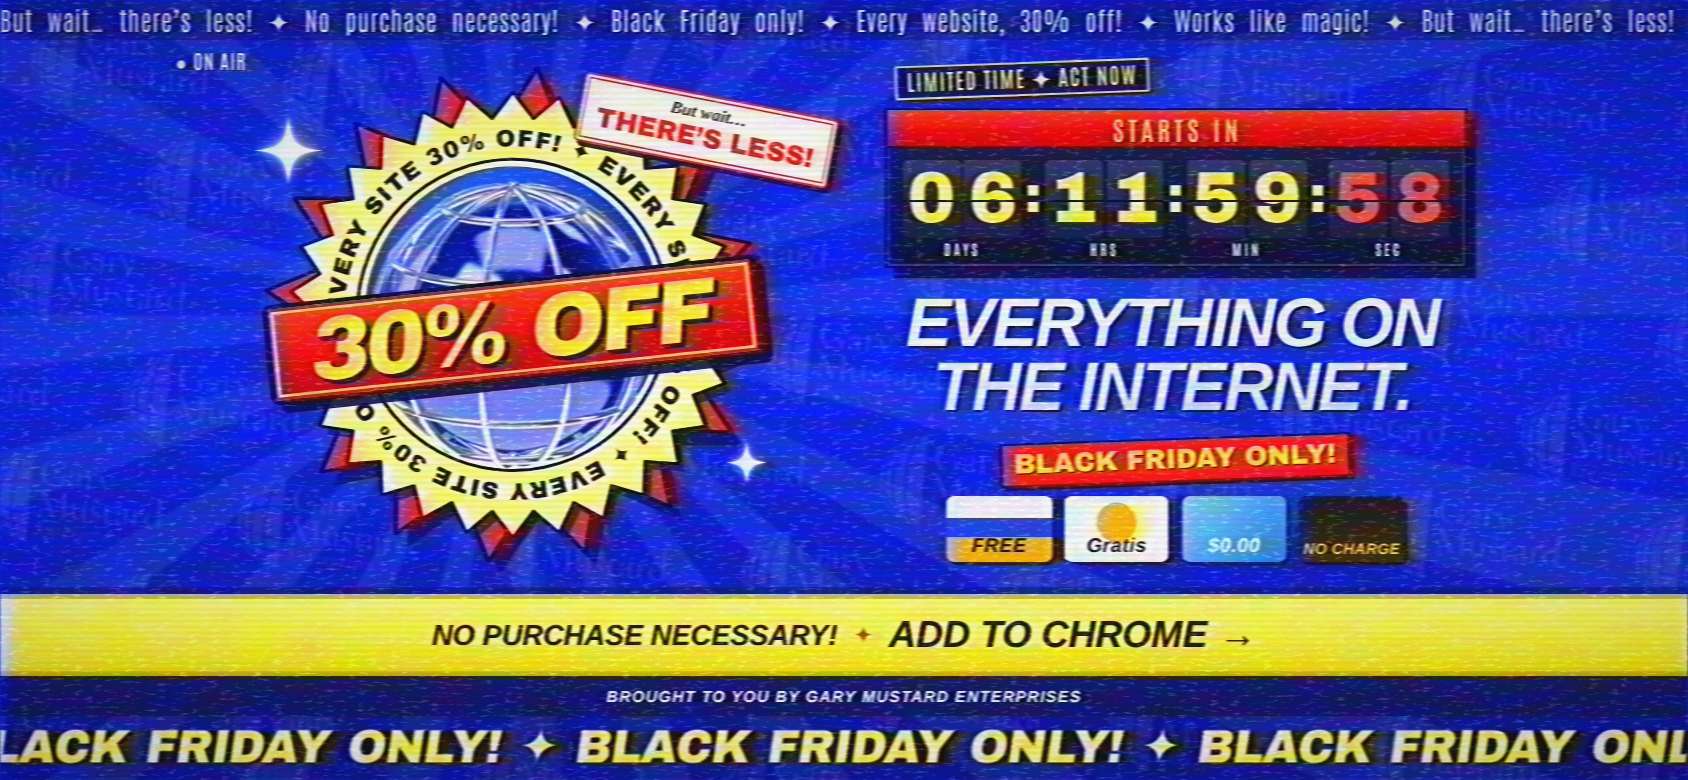 But wait… there's less! ✦ No purchase necessary! ✦ Black Friday only! ✦ Every website, 30% off! ✦ Works like magic! ✦ But wait… there's less!
● ON AIR
But wait...
THERE'S LESS!
EVERY SITE 30% OFF! ✦ EVERY SITE 30% OFF! ✦
30% OFF
LIMITED TIME ✦ ACT NOW
STARTS IN
06:11:59:58
DAYS HRS MIN SEC
EVERYTHING ON
THE INTERNET.
BLACK FRIDAY ONLY!
FREE Gratis $0.00 NO CHARGE
NO PURCHASE NECESSARY! ✦ ADD TO CHROME →
BROUGHT TO YOU BY GARY MUSTARD ENTERPRISES
LACK FRIDAY ONLY! ✦ BLACK FRIDAY ONLY! ✦ BLACK FRIDAY ONL
Gary
Mustard